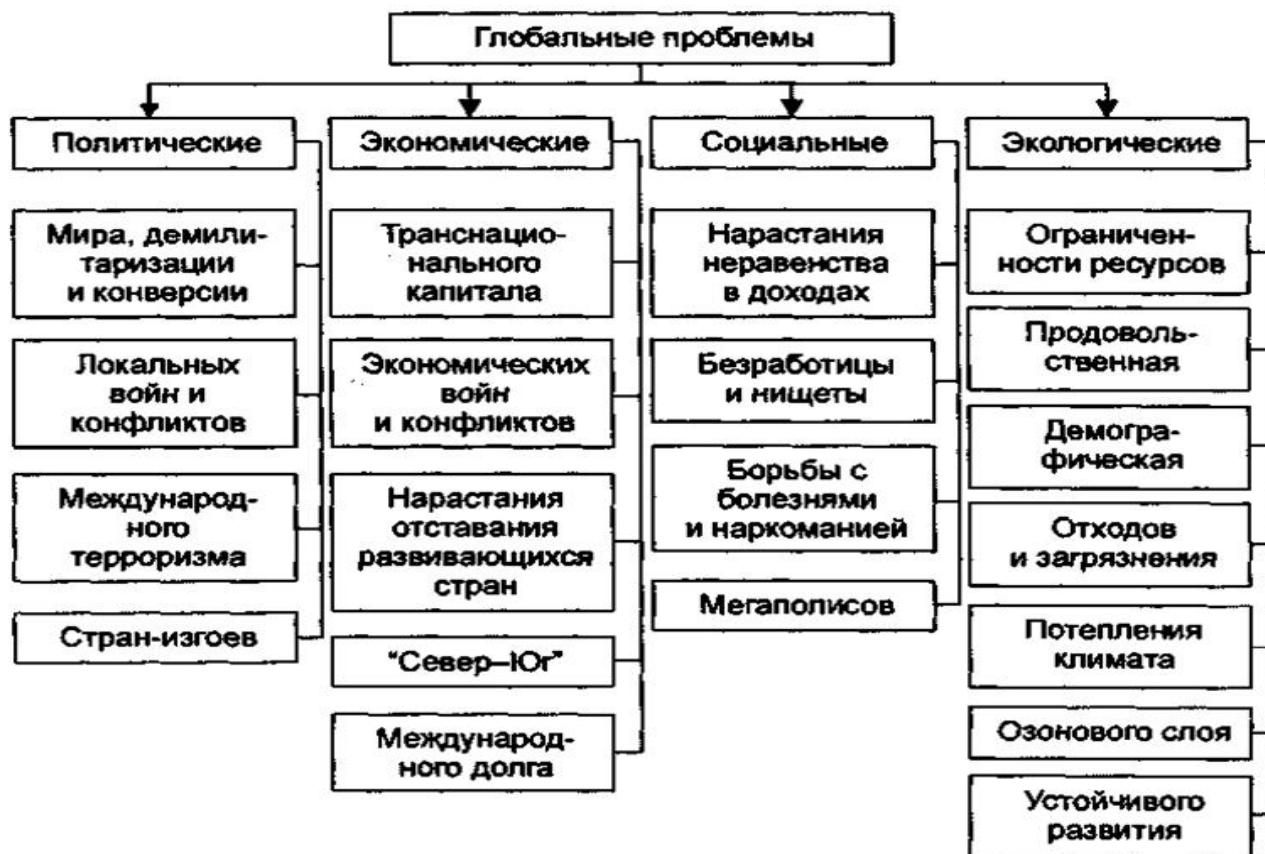 Глобальные проблемы
Политические
Мира, демили-
таризации
и конверсии
Локальных
войн и
конфликтов
Международ-
ного
терроризма
Стран-изгоев
Экономические
Транснацио-
нального
капитала
Экономических
войн
и конфликтов
Нарастания
отставания
развивающихся
стран
"Север–Юг"
Международ-
ного долга
Социальные
Нарастания
неравенства
в доходах
Безработицы
и нищеты
Борьбы с
болезнями
и наркоманией
Мегаполисов
Экологические
Ограничен-
ности ресурсов
Продоволь-
ственная
Демогра-
фическая
Отходов
и загрязнения
Потепления
климата
Озонового слоя
Устойчивого
развития